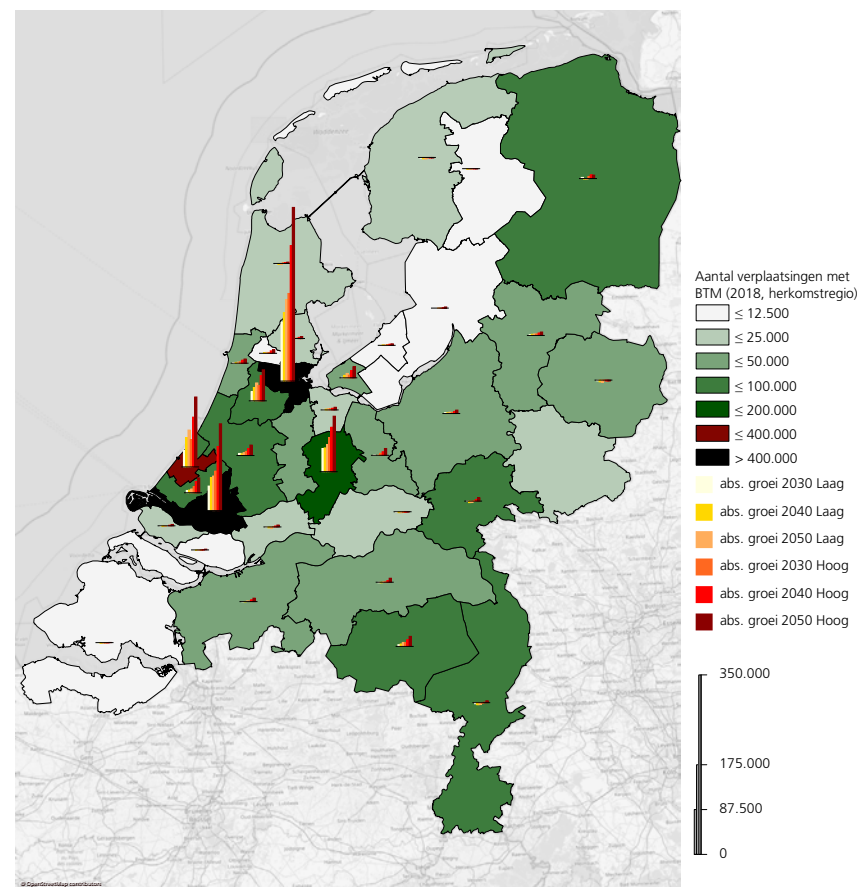 Aantal verplaatsingen met
BTM (2018, herkomstregio)
≤ 12.500
≤ 25.000
≤ 50.000
≤ 100.000
≤ 200.000
≤ 400.000
> 400.000
abs. groei 2030 Laag
abs. groei 2040 Laag
abs. groei 2050 Laag
abs. groei 2030 Hoog
abs. groei 2040 Hoog
abs. groei 2050 Hoog
350.000
175.000
87.500
0
© OpenStreetMap contributors